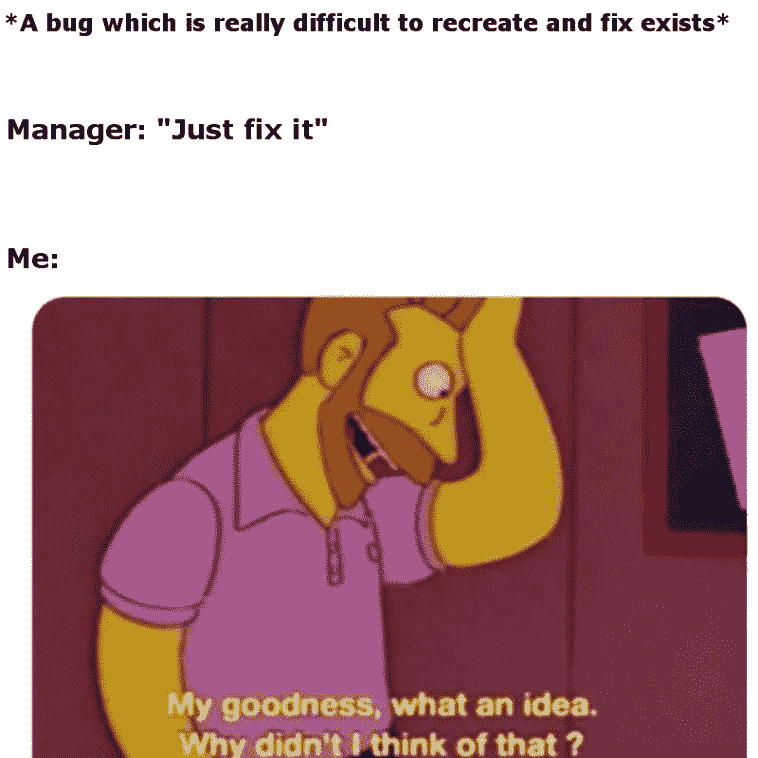 *A bug which is really difficult to recreate and fix exists*
Manager: "Just fix it"
Me:
My goodness, what an idea.
Why didn't I think of that ?